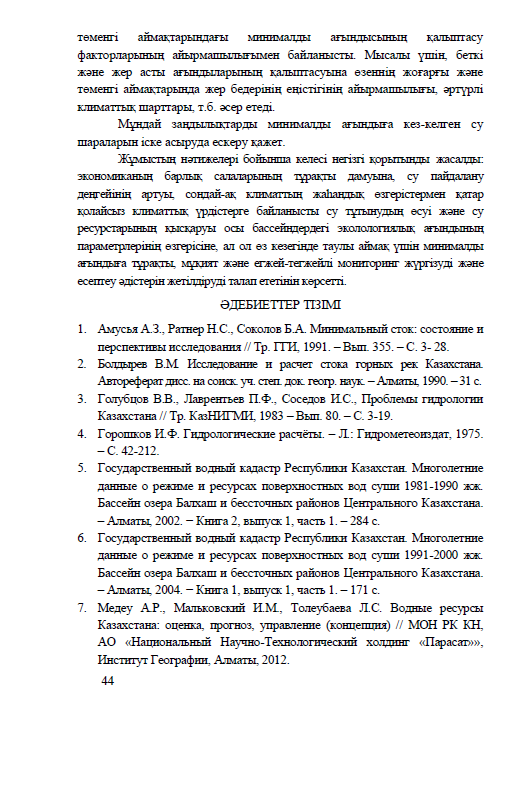 төменгі аймақтарындағы минималды ағындысының қалыптасу
факторларының айырмашылығымен байланысты. Мысалы үшін, беткі
және жер асты ағындыларының қалыптасуына өзеннің жоғарғы және
төменгі аймақтарында жер бедерінің еңістігінің айырмашылығы, әртүрлі
климаттық шарттары, т.б. әсер етеді.
Мұндай заңдылықтарды минималды ағындыға кез-келген су
шараларын іске асыруда ескеру қажет.
Жұмыстың нәтижелері бойынша келесі негізгі қорытынды жасалды:
экономиканың барлық салаларының тұрақты дамуына, су пайдалану
деңгейінің артуы, сондай-ақ климаттың жаһандық өзгерістермен қатар
қолайсыз климаттық үрдістерге байланысты су тұтынудың өсуі және су
ресурстарының қысқаруы осы бассейндердегі эколологиялық ағындының
параметрлерінің өзгерісіне, ал ол өз кезегінде таулы аймақ үшін минималды
ағындыға тұрақты, мұқият және егжей-тегжейлі мониторинг жүргізуді және
есептеу әдістерін жетілдіруді талап ететінін көрсетті.
ӘДЕБИЕТТЕР ТІЗІМІ
1. Амусья А.З., Ратнер Н.С., Соколов Б.А. Минимальный сток: состояние и
перспективы исследования // Тр. ГГИ, 1991. – Вып. 355. – С. 3- 28.
2. Болдырев В.М. Исследование и расчет стока горных рек Казахстана.
Автореферат дисс. на соиск. уч. степ. док. геогр. наук. – Алматы, 1990. – 31 с.
3. Голубцов В.В., Лаврентьев П.Ф., Соседов И.С., Проблемы гидрологии
Казахстана // Тр. КазНИГМИ, 1983 – Вып. 80. – С. 3-19.
4. Горошков И.Ф. Гидрологические расчёты. – Л.: Гидрометеоиздат, 1975.
– С. 42-212.
5. Государственный водный кадастр Республики Казахстан. Многолетние
данные о режиме и ресурсах поверхностных вод суши 1981-1990 жж.
Бассейн озера Балхаш и бессточных районов Центрального Казахстана.
– Алматы, 2002. – Книга 2, выпуск 1, часть 1. – 284 с.
6. Государственный водный кадастр Республики Казахстан. Многолетние
данные о режиме и ресурсах поверхностных вод суши 1991-2000 жж.
Бассейн озера Балхаш и бессточных районов Центрального Казахстана.
– Алматы, 2004. – Книга 1, выпуск 1, часть 1. – 171 с.
7. Медеу А.Р., Мальковский И.М., Толеубаева Л.С. Водные ресурсы
Казахстана: оценка, прогноз, управление (концепция) // МОН РК КН,
АО «Национальный Научно-Технологический холдинг «Парасат»»,
Институт Географии, Алматы, 2012.
44